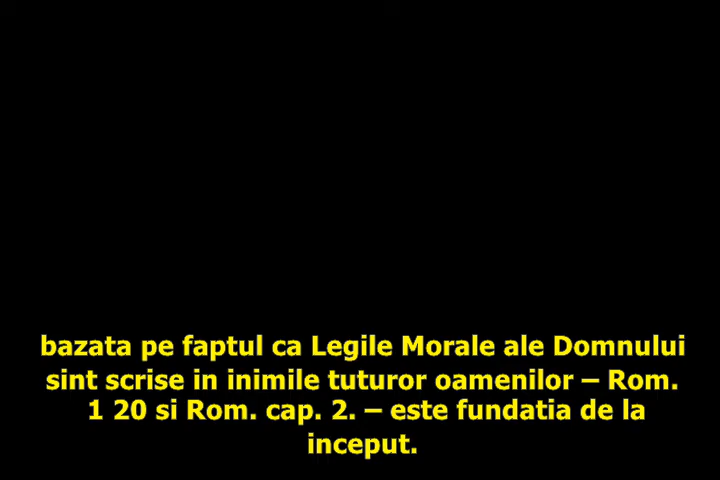 bazata pe faptul ca Legile Morale ale Domnului
sint scrise in inimile tuturor oamenilor – Rom.
1 20 si Rom. cap. 2. – este fundatia de la
inceput.